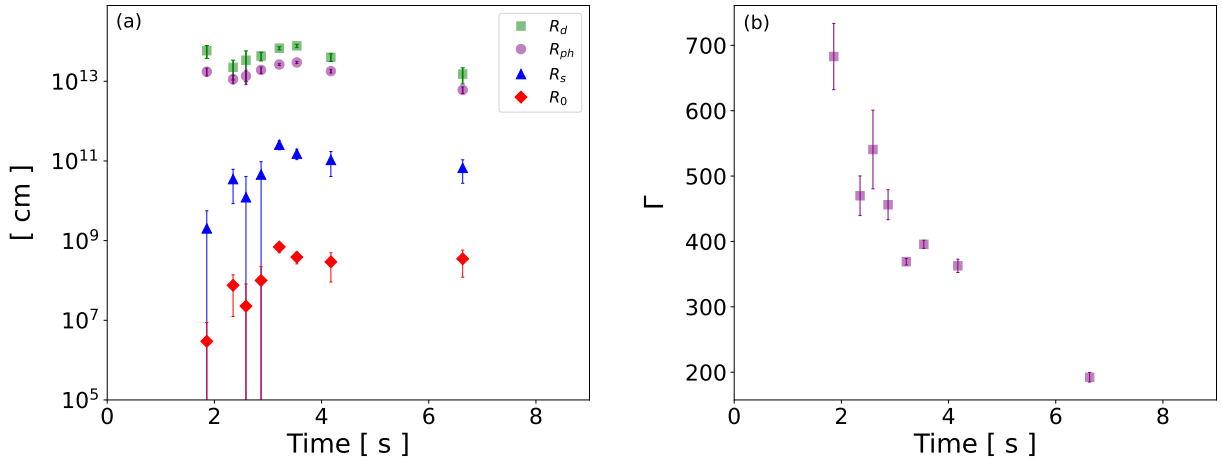 (a)
R_d
R_ph
R_s
R_0
10^13
10^11
10^9
10^7
10^5
[ cm ]
0 2 4 6 8
Time [ s ]
(b)
700
600
500
400
300
200
Γ
0 2 4 6 8
Time [ s ]